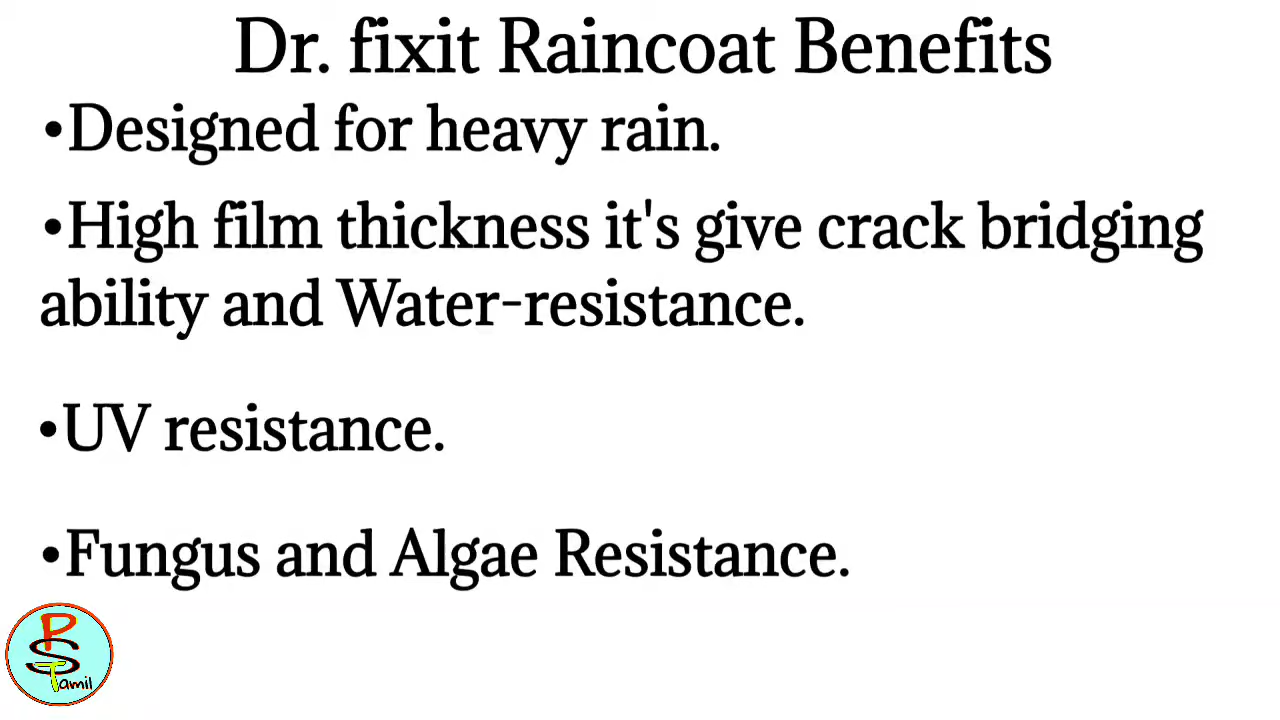 Dr. fixit Raincoat Benefits
•Designed for heavy rain.
•High film thickness it's give crack bridging
ability and Water-resistance.
•UV resistance.
•Fungus and Algae Resistance.
P
S
Tamil